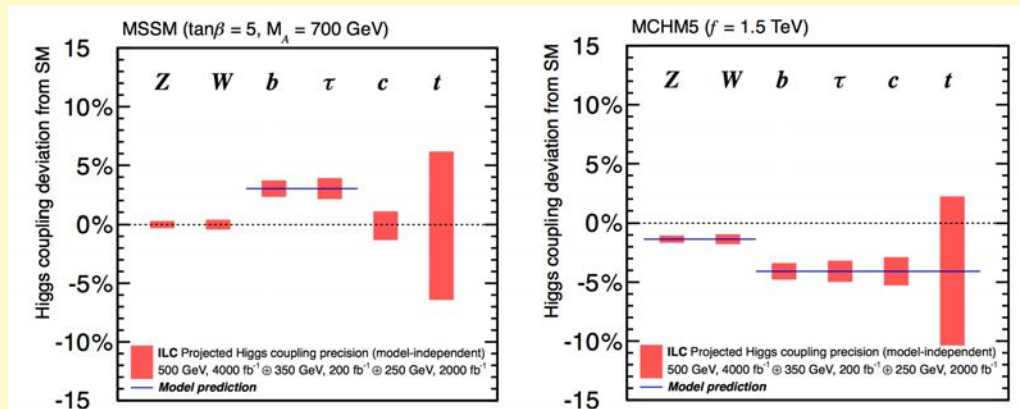 MSSM (tanβ = 5, M_A = 700 GeV)
Higgs coupling deviation from SM
15
10%
5%
0%
-5%
-10%
-15
Z W b τ c t
ILC Projected Higgs coupling precision (model-independent)
500 GeV, 4000 fb⁻¹ ⊕ 350 GeV, 200 fb⁻¹ ⊕ 250 GeV, 2000 fb⁻¹
Model prediction
MCHM5 (f = 1.5 TeV)
Higgs coupling deviation from SM
15
10%
5%
0%
-5%
-10%
-15
Z W b τ c t
ILC Projected Higgs coupling precision (model-independent)
500 GeV, 4000 fb⁻¹ ⊕ 350 GeV, 200 fb⁻¹ ⊕ 250 GeV, 2000 fb⁻¹
Model prediction